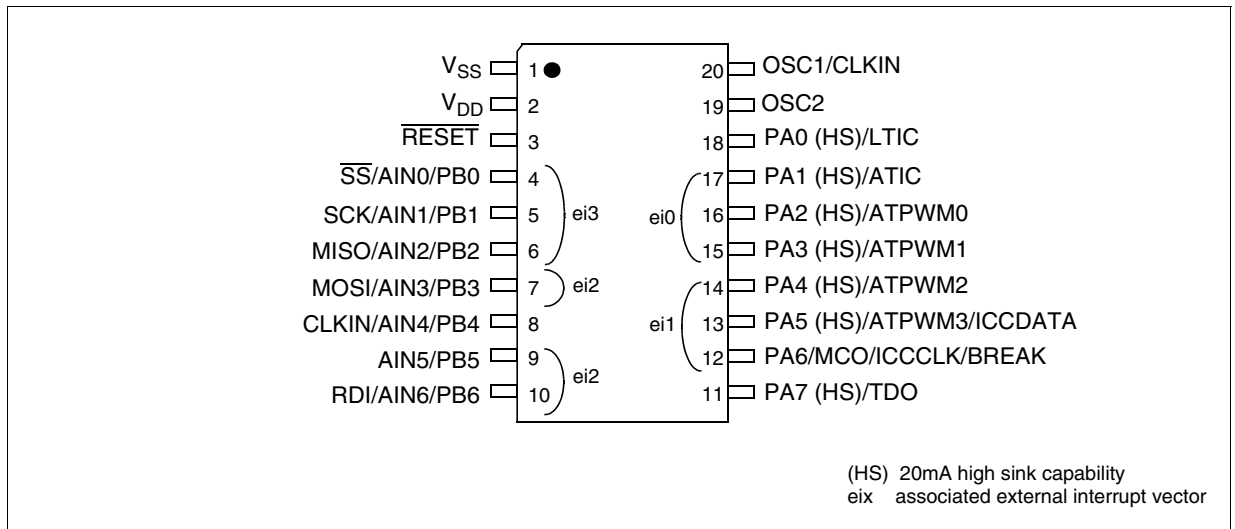 VSS 1 20 OSC1/CLKIN
VDD 2 19 OSC2
RESET 3 18 PA0 (HS)/LTIC
SS/AIN0/PB0 4 17 PA1 (HS)/ATIC
SCK/AIN1/PB1 5 ei3 ei0 16 PA2 (HS)/ATPWM0
MISO/AIN2/PB2 6 15 PA3 (HS)/ATPWM1
MOSI/AIN3/PB3 7 ei2 14 PA4 (HS)/ATPWM2
CLKIN/AIN4/PB4 8 ei1 13 PA5 (HS)/ATPWM3/ICCDATA
AIN5/PB5 9 12 PA6/MCO/ICCCLK/BREAK
RDI/AIN6/PB6 10 ei2 11 PA7 (HS)/TDO
(HS) 20mA high sink capability
eix associated external interrupt vector